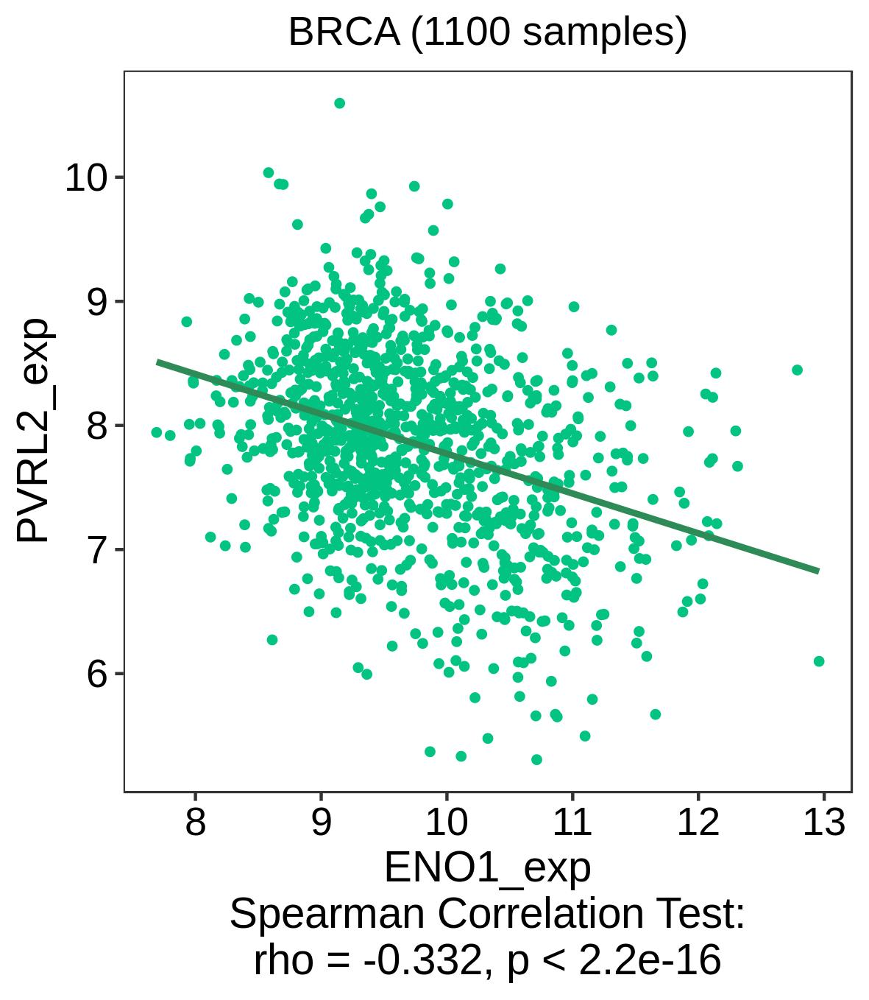 BRCA (1100 samples)
PVRL2_exp
10
9
8
7
6
8 9 10 11 12 13
ENO1_exp
Spearman Correlation Test:
rho = -0.332, p < 2.2e-16